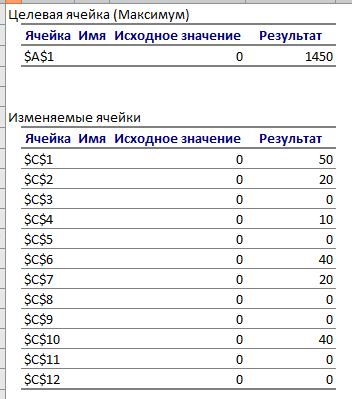 Целевая ячейка (Максимум)
Ячейка Имя Исходное значение Результат
$A$1 0 1450
Изменяемые ячейки
Ячейка Имя Исходное значение Результат
$C$1 0 50
$C$2 0 20
$C$3 0 0
$C$4 0 10
$C$5 0 0
$C$6 0 40
$C$7 0 20
$C$8 0 0
$C$9 0 0
$C$10 0 40
$C$11 0 0
$C$12 0 0